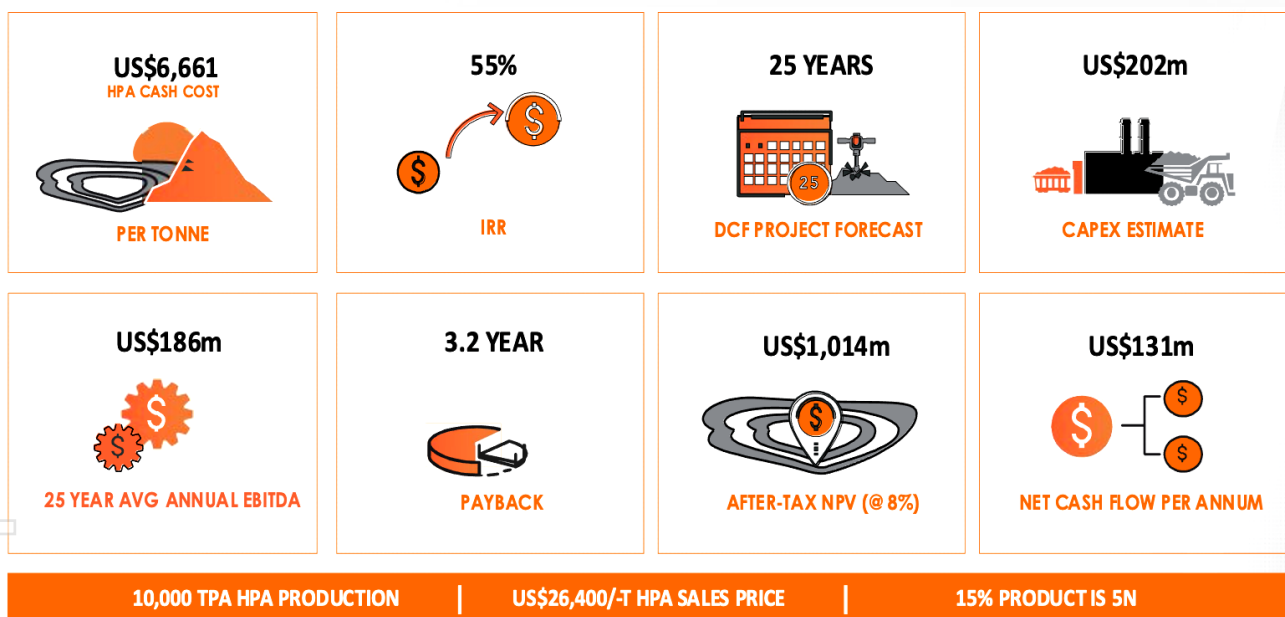 US$6,661
HPA CASH COST
PER TONNE
55%
$
$
IRR
25 YEARS
25
DCF PROJECT FORECAST
US$202m
CAPEX ESTIMATE
US$186m
$
$
25 YEAR AVG ANNUAL EBITDA
3.2 YEAR
PAYBACK
US$1,014m
$
AFTER-TAX NPV (@ 8%)
US$131m
$
$
$
NET CASH FLOW PER ANNUM
10,000 TPA HPA PRODUCTION | US$26,400/-T HPA SALES PRICE | 15% PRODUCT IS 5N